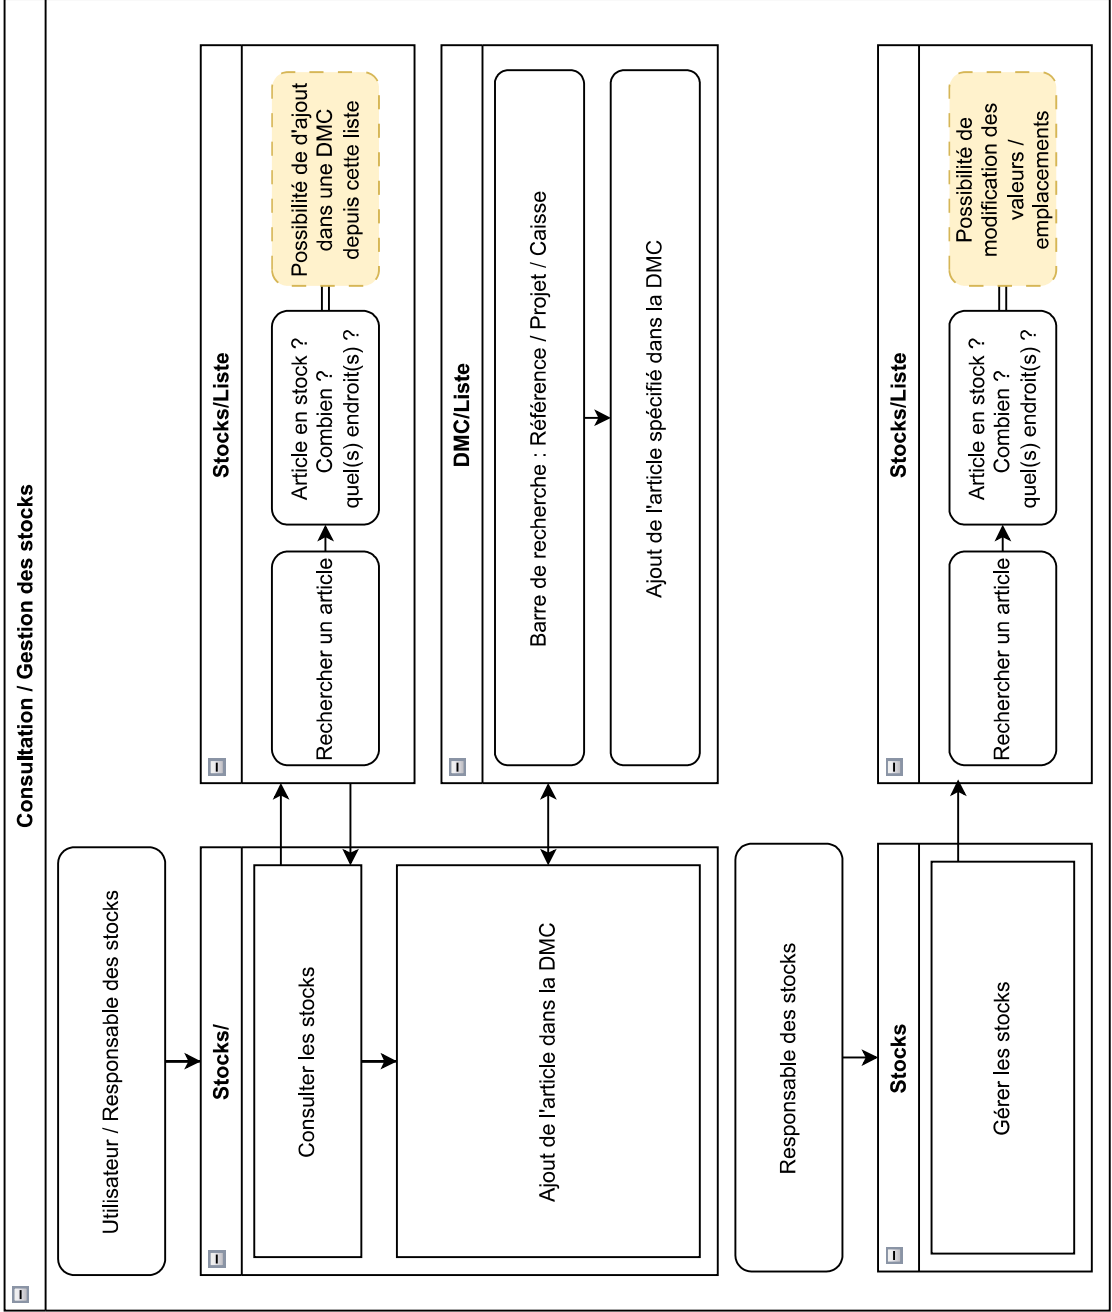 Consultation / Gestion des stocks
Utilisateur / Responsable des stocks
Stocks/
Consulter les stocks
Ajout de l'article dans la DMC
Stocks/Liste
Rechercher un article
Article en stock ?
Combien ?
quel(s) endroit(s) ?
Possibilité de d'ajout
dans une DMC
depuis cette liste
DMC/Liste
Barre de recherche : Référence / Projet / Caisse
Ajout de l'article spécifié dans la DMC
Responsable des stocks
Stocks
Gérer les stocks
Stocks/Liste
Rechercher un article
Article en stock ?
Combien ?
quel(s) endroit(s) ?
Possibilité de
modification des
valeurs /
emplacements